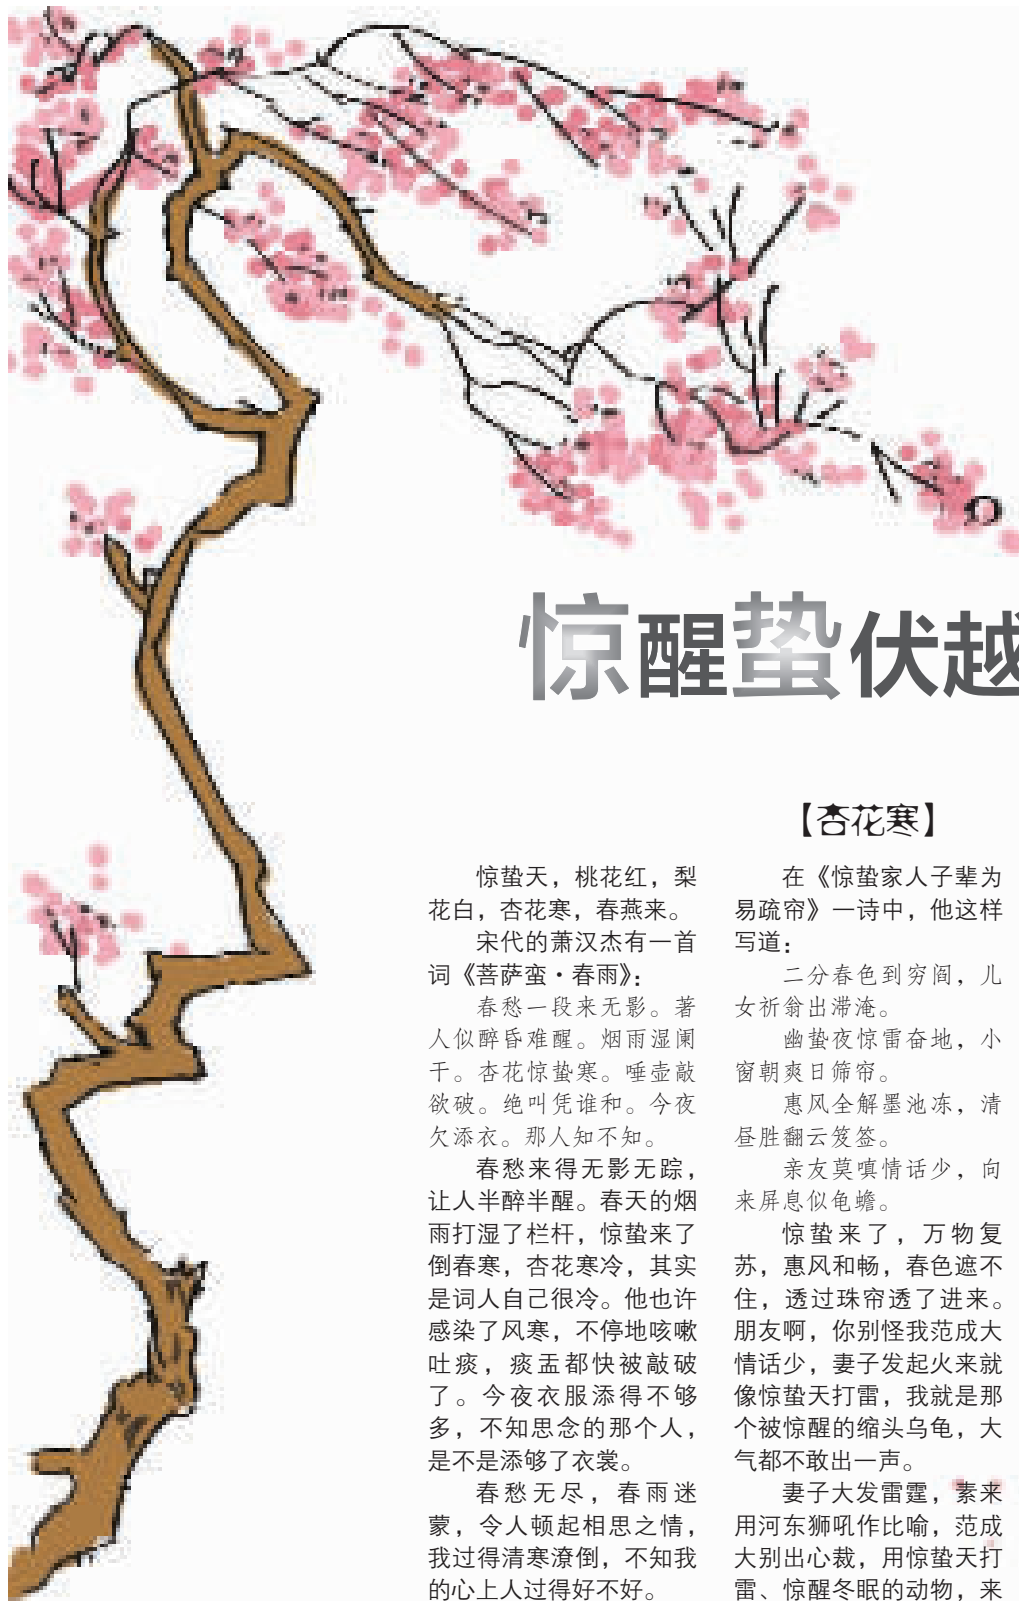 惊醒蛰伏越
【杏花寒】
惊蛰天，桃花红，梨
花白，杏花寒，春燕来。
宋代的萧汉杰有一首
词《菩萨蛮·春雨》：
春愁一段来无影。著
人似醉昏难醒。烟雨湿阑
干。杏花惊蛰寒。唾壶敲
欲破。绝叫凭谁和。今夜
欠添衣。那人知不知。
春愁来得无影无踪，
让人半醉半醒。春天的烟
雨打湿了栏杆，惊蛰来了
倒春寒，杏花寒冷，其实
是词人自己很冷。他也许
感染了风寒，不停地咳嗽
吐痰，痰盂都快被敲破
了。今夜衣服添得不够
多，不知思念的那个人，
是不是添够了衣裳。
春愁无尽，春雨迷
蒙，令人顿起相思之情，
我过得清寒潦倒，不知我
的心上人过得好不好。
在《惊蛰家人子辈为
易疏帘》一诗中，他这样
写道：
二分春色到穷阎，儿
女祈翁出滞淹。
幽蛰夜惊雷奋地，小
窗朝爽日筛帘。
惠风全解墨池冻，清
昼胜翻云笈签。
亲友莫嗔情话少，向
来屏息似龟蟾。
惊蛰来了，万物复
苏，惠风和畅，春色遮不
住，透过珠帘透了进来。
朋友啊，你别怪我范成大
情话少，妻子发起火来就
像惊蛰天打雷，我就是那
个被惊醒的缩头乌龟，大
气都不敢出一声。
妻子大发雷霆，素来
用河东狮吼作比喻，范成
大别出心裁，用惊蛰天打
雷、惊醒冬眠的动物，来